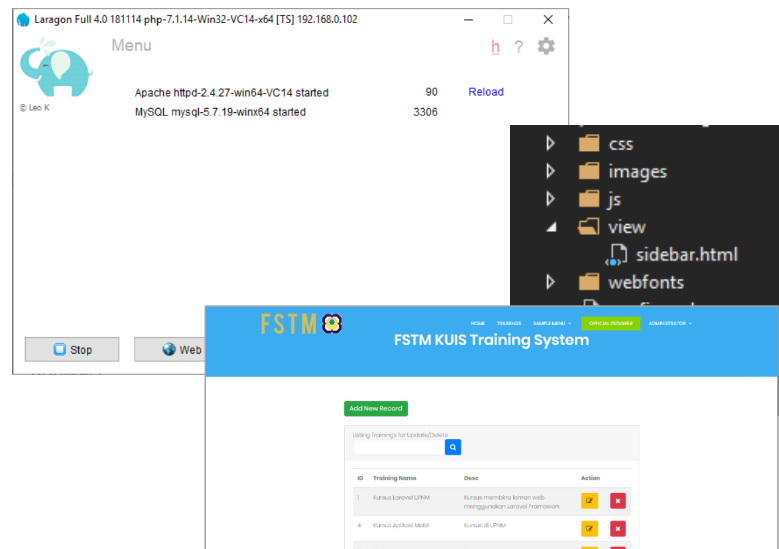 Laragon Full 4.0 181114 php-7.1.14-Win32-VC14-x64 [TS] 192.168.0.102
Menu
h ?
© Leo K
Apache httpd-2.4.27-win64-VC14 started 90 Reload
MySQL mysql-5.7.19-winx64 started 3306
css
images
js
view
sidebar.html
webfonts
Stop
Web
FSTM
HOME TRAININGS SAMPLE MENU OFFICIAL FSTMWEB ADMINISTRATOR
FSTM KUIS Training System
Add New Record
Listing Trainings for Update/Delete
ID Training Name Desc Action
1 Kursus Laravel UPNM Kursus membina laman web
menggunakan Laravel Framework
4 Kursus Aplikasi Mobil Kursus di UPNM